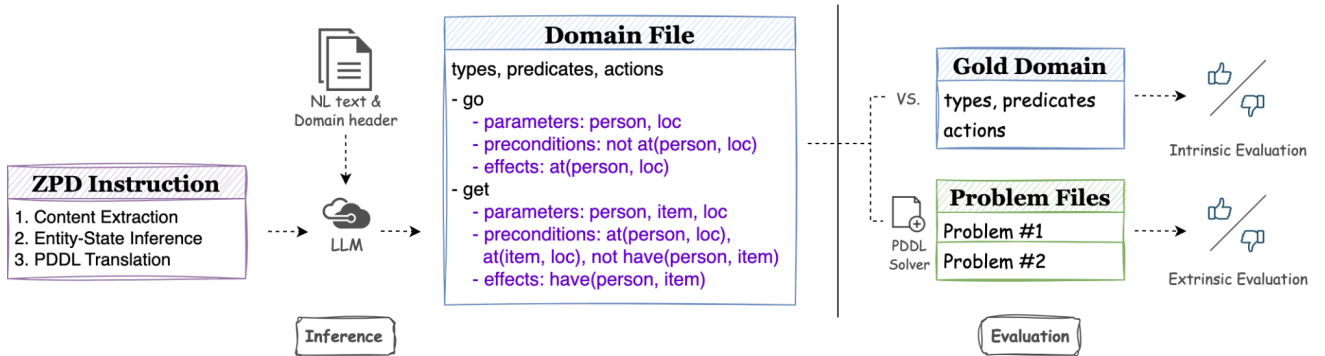 ZPD Instruction
1. Content Extraction
2. Entity-State Inference
3. PDDL Translation
NL text &
Domain header
LLM
Inference
Domain File
types, predicates, actions
- go
- parameters: person, loc
- preconditions: not at(person, loc)
- effects: at(person, loc)
- get
- parameters: person, item, loc
- preconditions: at(person, loc),
at(item, loc), not have(person, item)
- effects: have(person, item)
VS.
Gold Domain
types, predicates
actions
Intrinsic Evaluation
PDDL
Solver
Problem Files
Problem #1
Problem #2
Extrinsic Evaluation
Evaluation